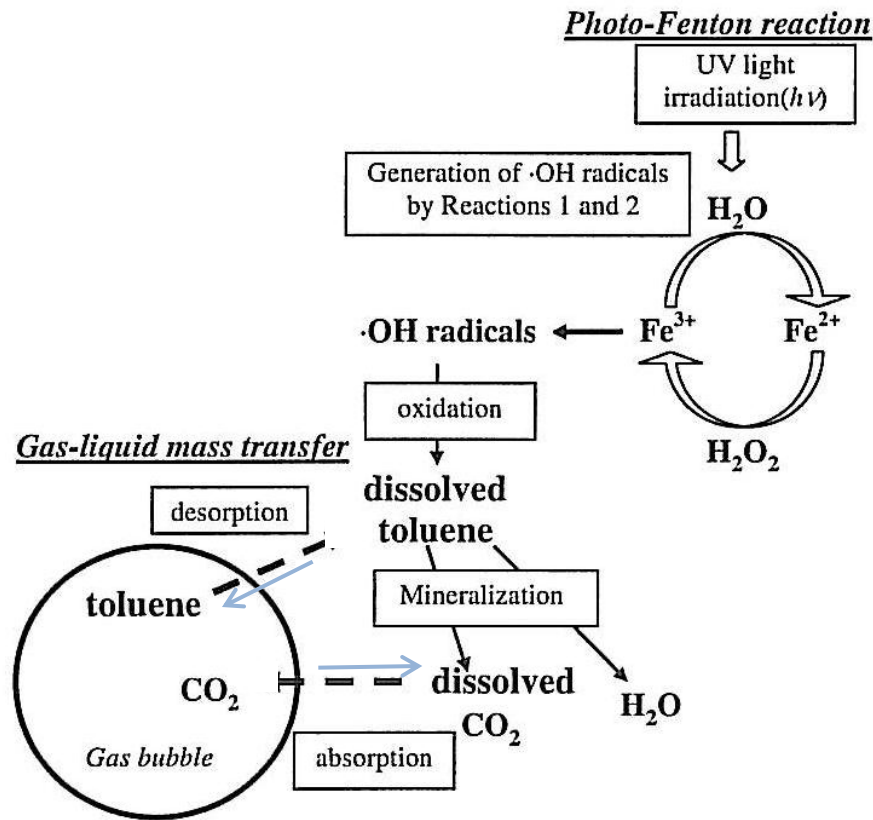 Photo-Fenton reaction
UV light
irradiation(hν)
Generation of ·OH radicals
by Reactions 1 and 2
H₂O
·OH radicals
Fe³⁺
Fe²⁺
oxidation
H₂O₂
Gas-liquid mass transfer
dissolved
toluene
desorption
toluene
Mineralization
CO₂
dissolved
CO₂
H₂O
Gas bubble
absorption